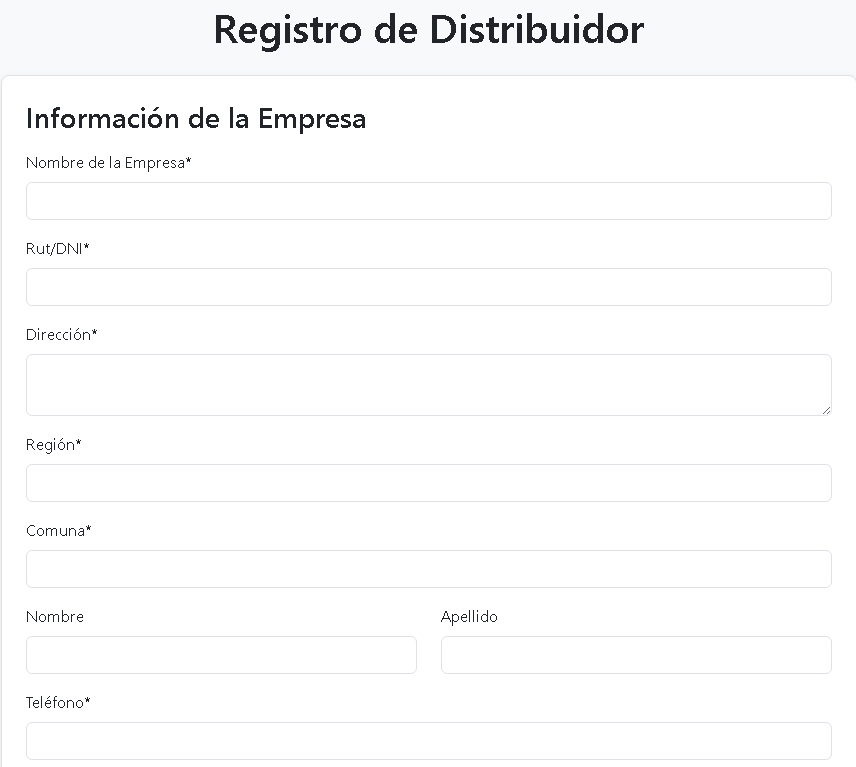 Registro de Distribuidor
Información de la Empresa
Nombre de la Empresa*
Rut/DNI*
Dirección*
Región*
Comuna*
Nombre Apellido
Teléfono*